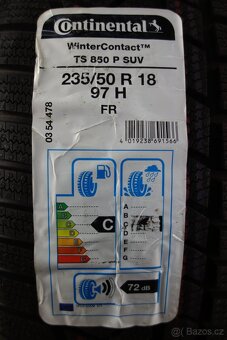 Continental
WinterContact™
TS 850 P SUV
235/50 R 18
97 H
FR
03 54 478
4 019238 691566
A
B
C
D
E
F
G
C
A
B
C
D
E
F
G
72 dB
bazos.cz